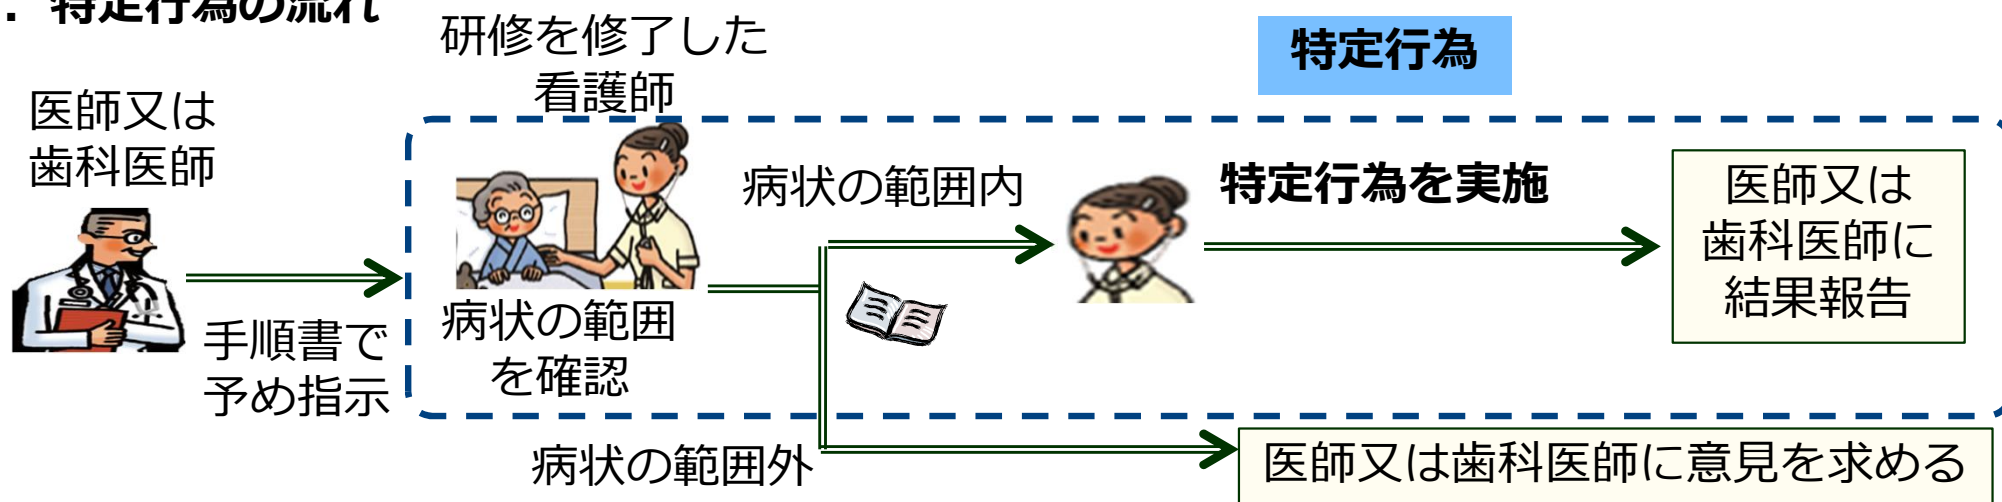 ．特定行為の流れ
医師又は
歯科医師
手順書で
予め指示
研修を修了した
看護師
病状の範囲
を確認
病状の範囲内
特定行為
特定行為を実施
医師又は
歯科医師に
結果報告
病状の範囲外
医師又は歯科医師に意見を求める